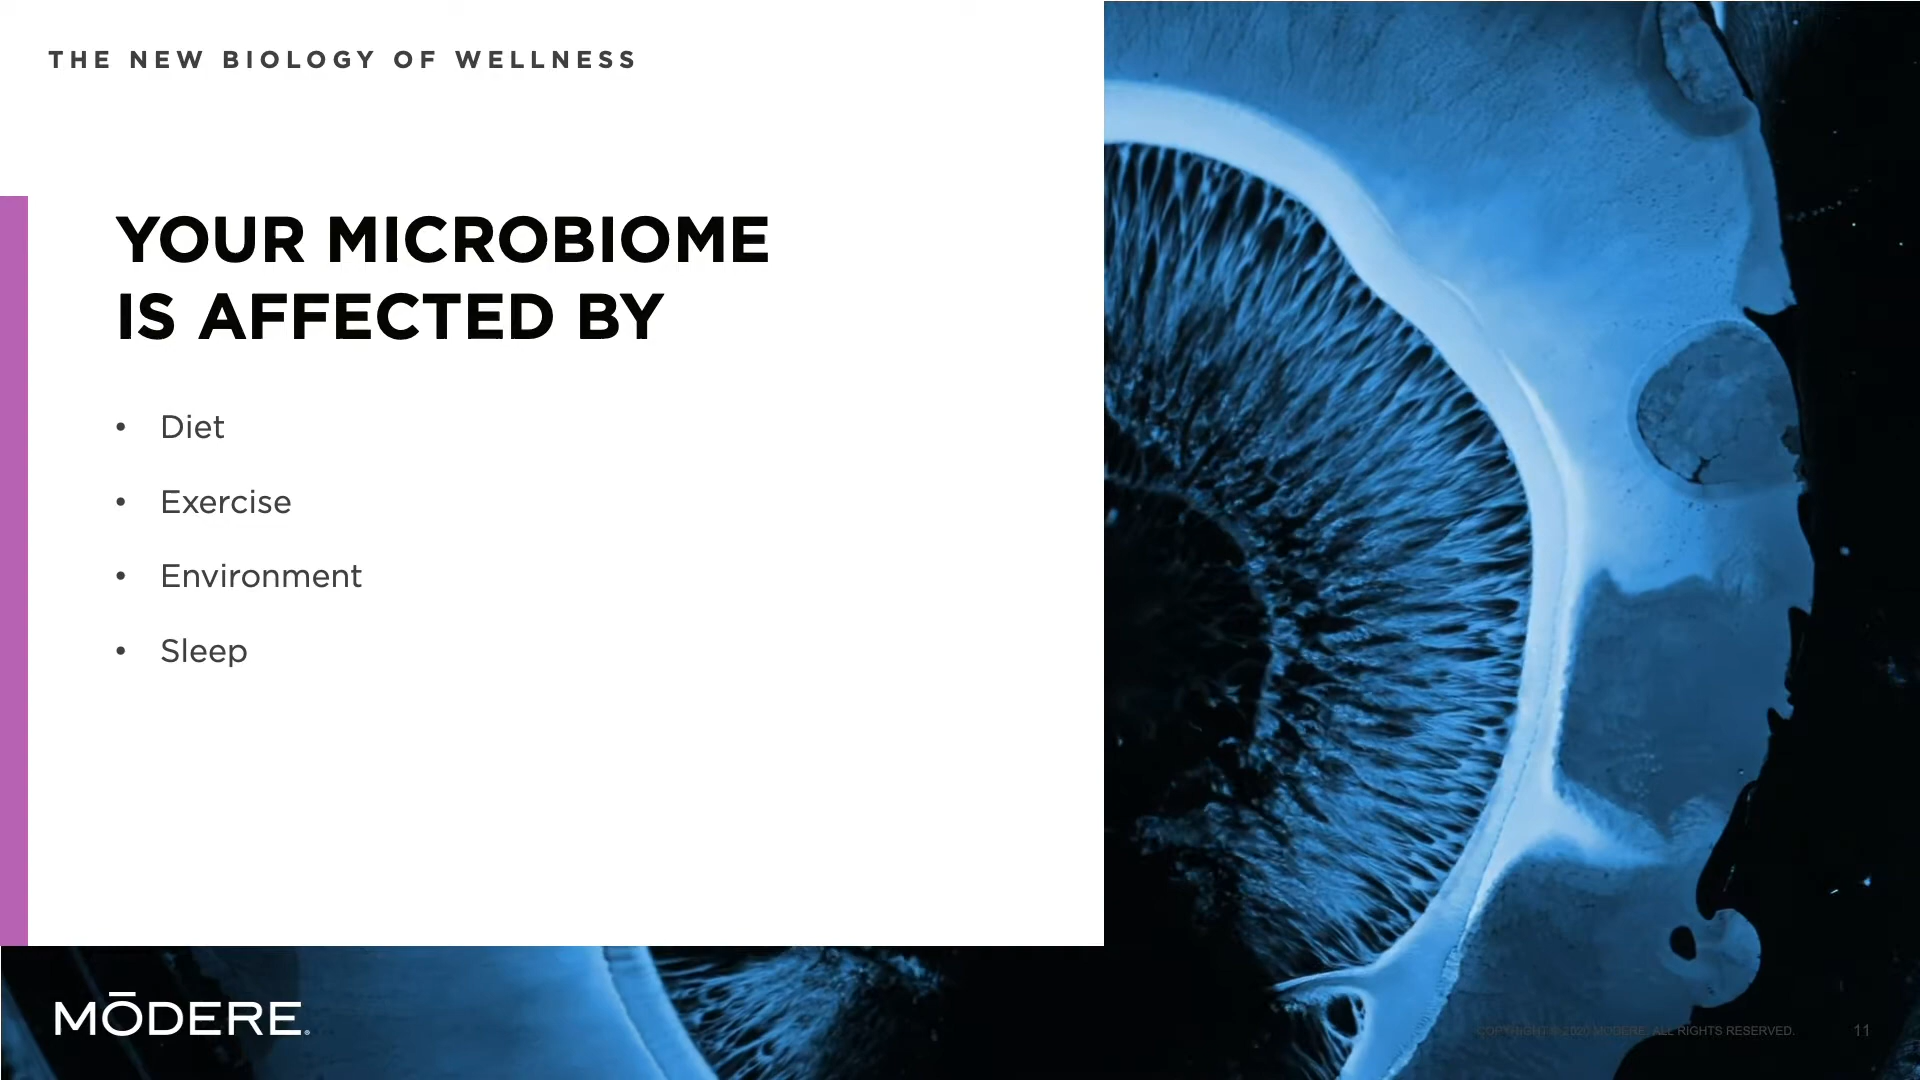 THE NEW BIOLOGY OF WELLNESS
YOUR MICROBIOME
IS AFFECTED BY
• Diet
• Exercise
• Environment
• Sleep
MŌDERE®
COPYRIGHT © 2020 MODERE. ALL RIGHTS RESERVED.
11